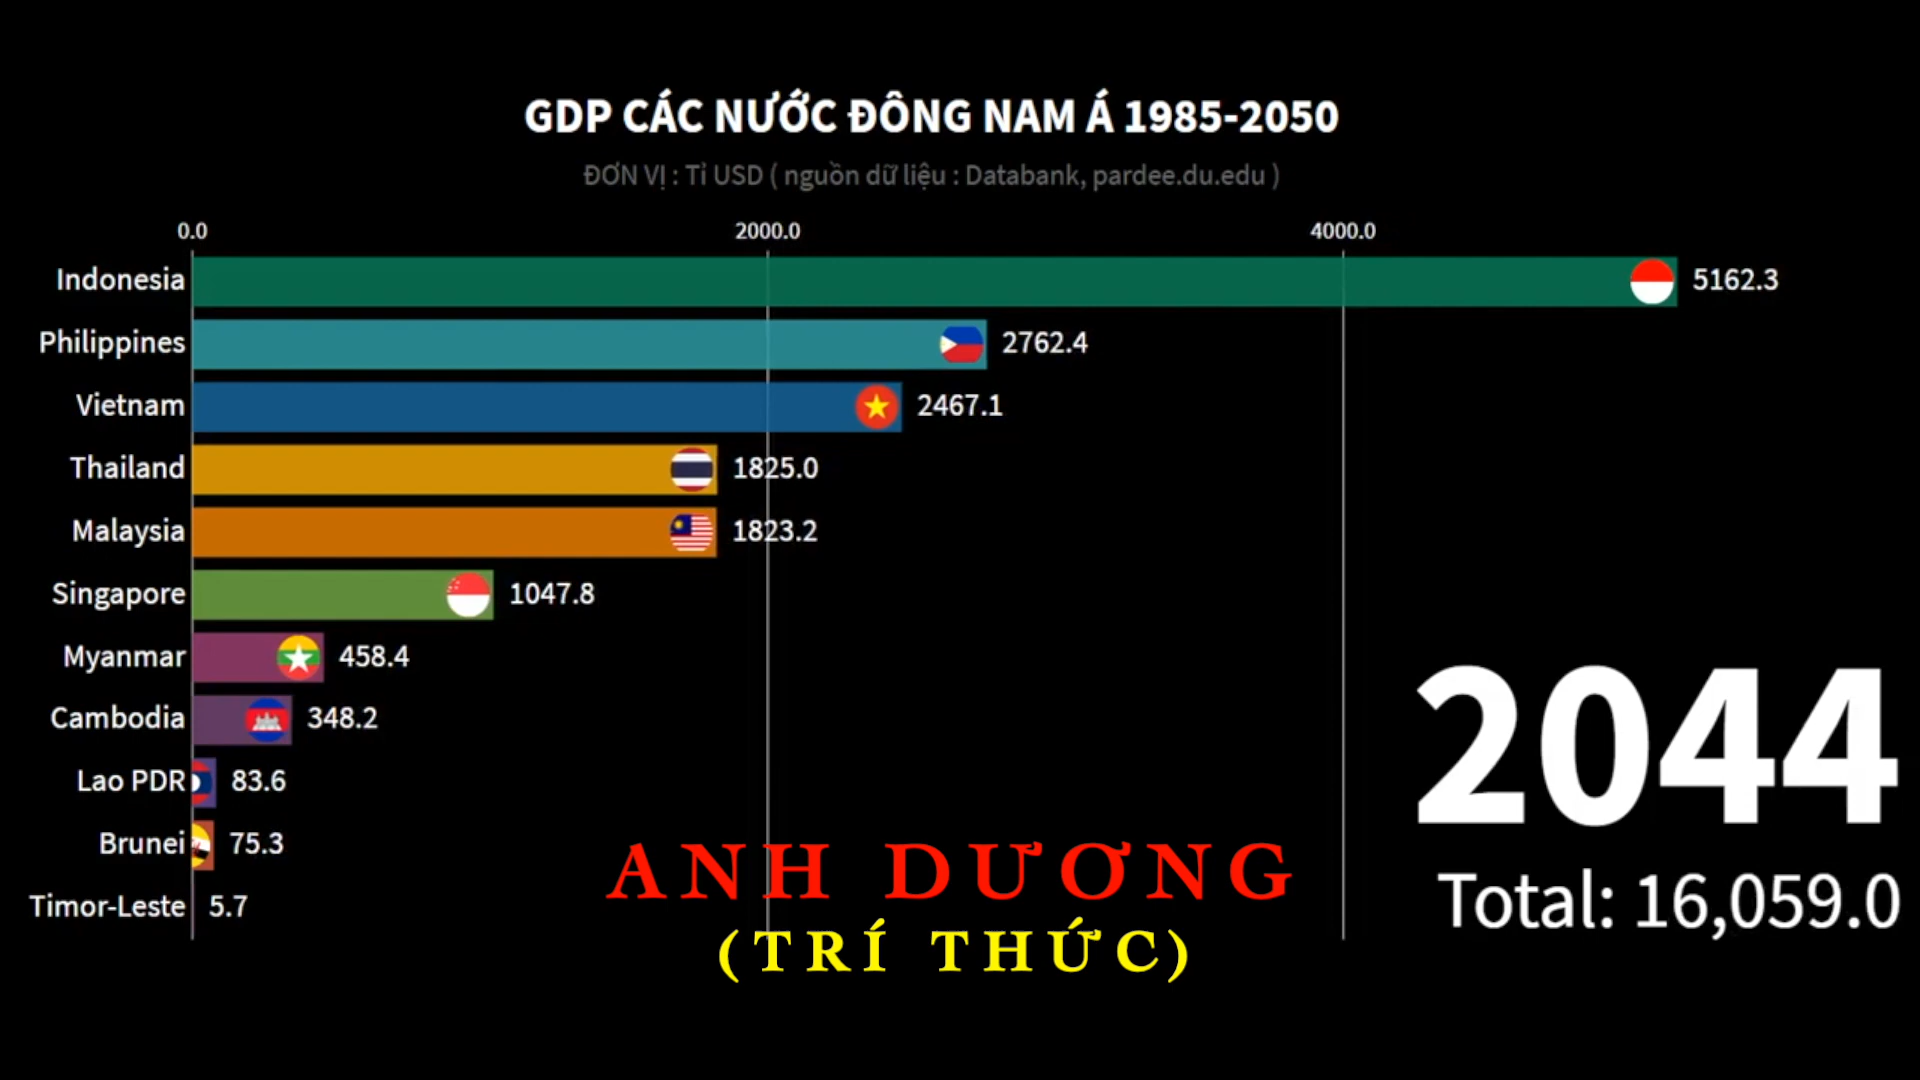 GDP CÁC NƯỚC ĐÔNG NAM Á 1985-2050
ĐƠN VỊ : Tỉ USD ( nguồn dữ liệu : Databank, pardee.du.edu )
0.0 2000.0 4000.0
Indonesia 5162.3
Philippines 2762.4
Vietnam 2467.1
Thailand 1825.0
Malaysia 1823.2
Singapore 1047.8
Myanmar 458.4
Cambodia 348.2
Lao PDR 83.6
Brunei 75.3
Timor-Leste 5.7
2044
Total: 16,059.0
ANH DƯƠNG
(TRÍ THỨC)